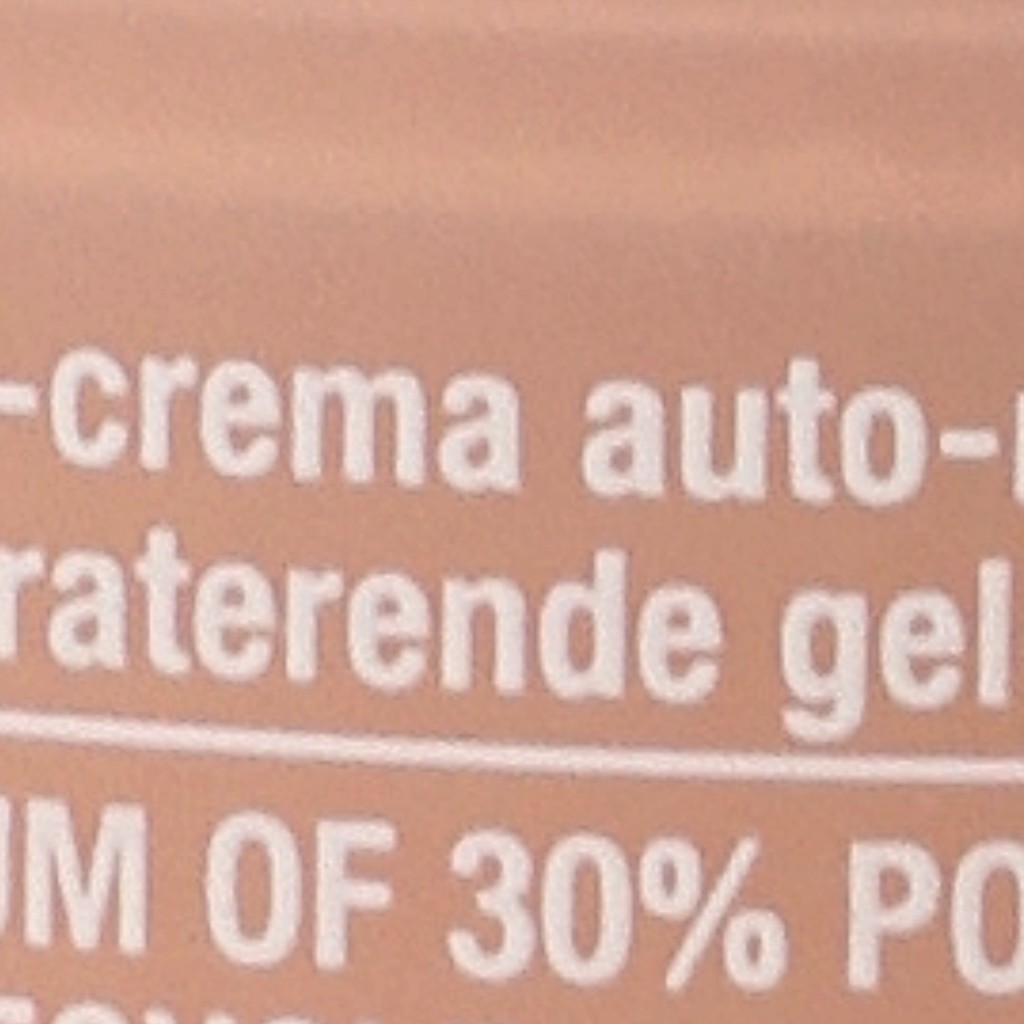 -crema auto-
raterende gel
UM OF 30% PO